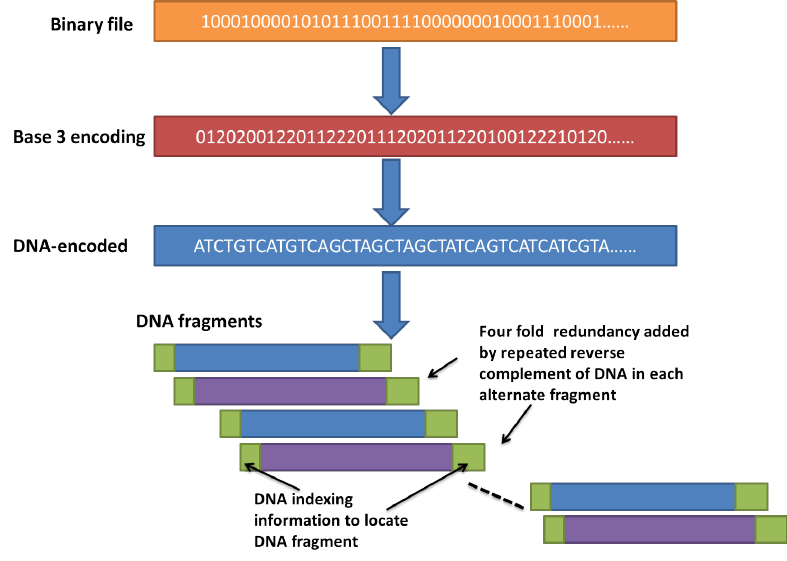 Binary file
1000100001010111001111000000010001110001......
Base 3 encoding
01202001220112220111202011220100122210120......
DNA-encoded
ATCTGTCATGTCAGCTAGCTAGCTATCAGTCATCATCGTA......
DNA fragments
Four fold redundancy added
by repeated reverse
complement of DNA in each
alternate fragment
DNA indexing
information to locate
DNA fragment